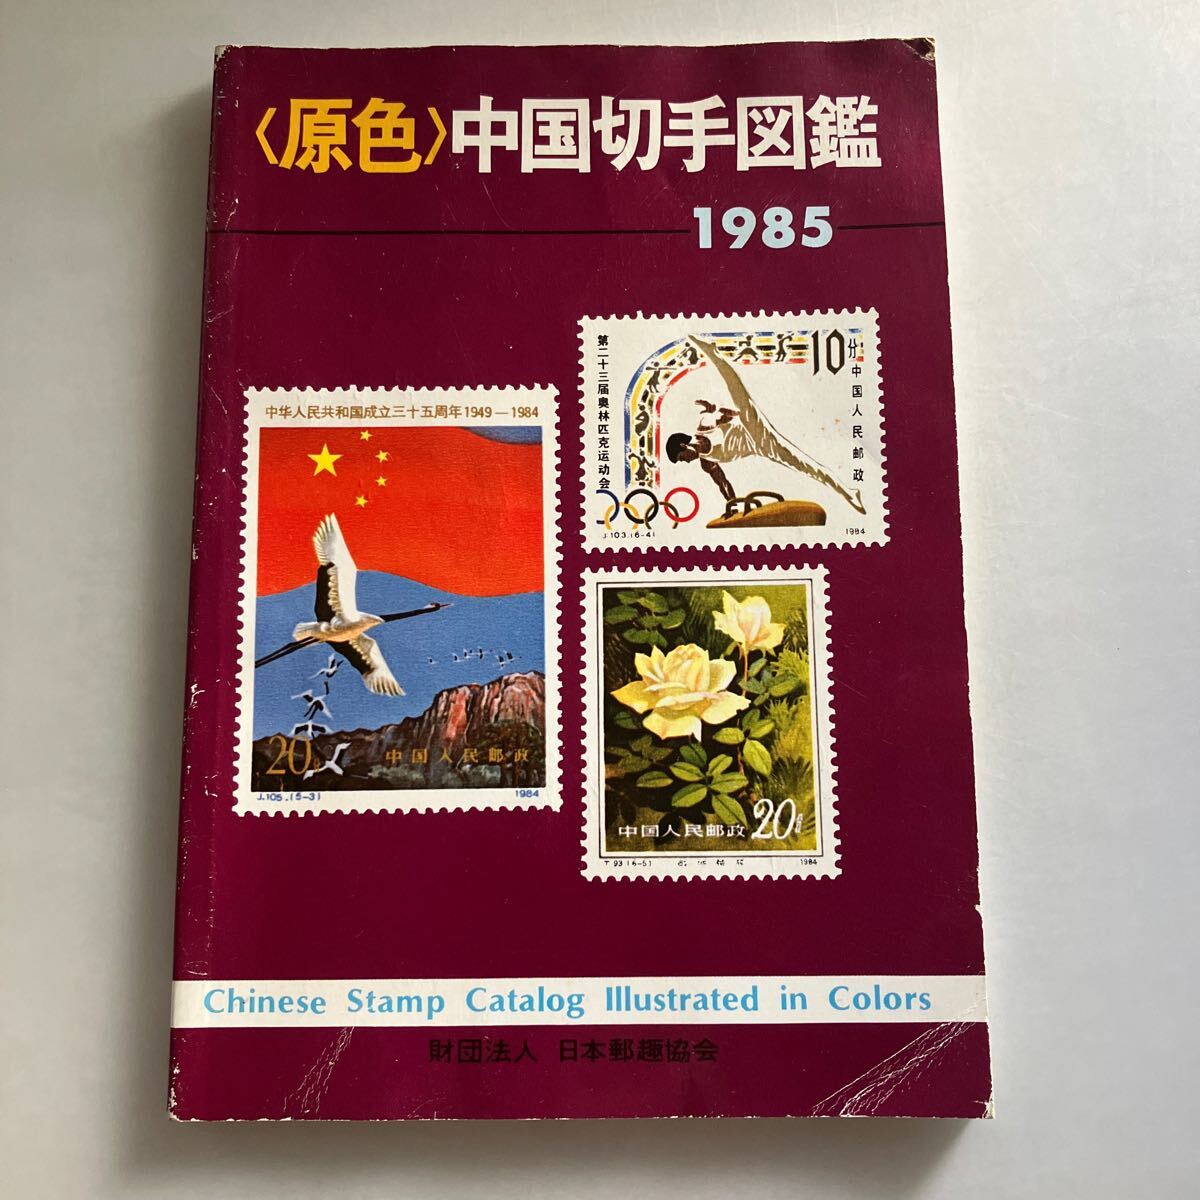 〈原色〉中国切手図鑑
1985
第二十三届奥林匹克运动会
10分
中国人民邮政
J.103.(6-4)
1984
中华人民共和国成立三十五周年1949—1984
20
中国人民邮政
J.105.(5-3)
1984
中国人民邮政 20分
T.93(6-5)
1984
Chinese Stamp Catalog Illustrated in Colors
財団法人 日本郵趣協会